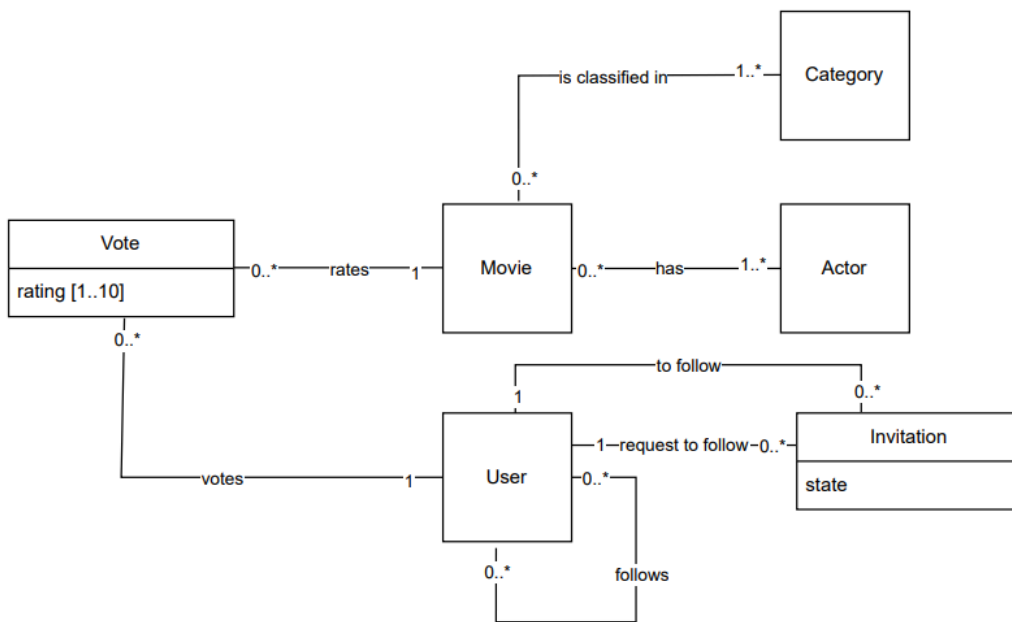 Category
is classified in
1..*
0..*
Vote
rating [1..10]
0..*
rates
1
Movie
0..*
has
1..*
Actor
0..*
to follow
1
0..*
Invitation
state
1
request to follow
0..*
votes
1
User
0..*
0..*
follows